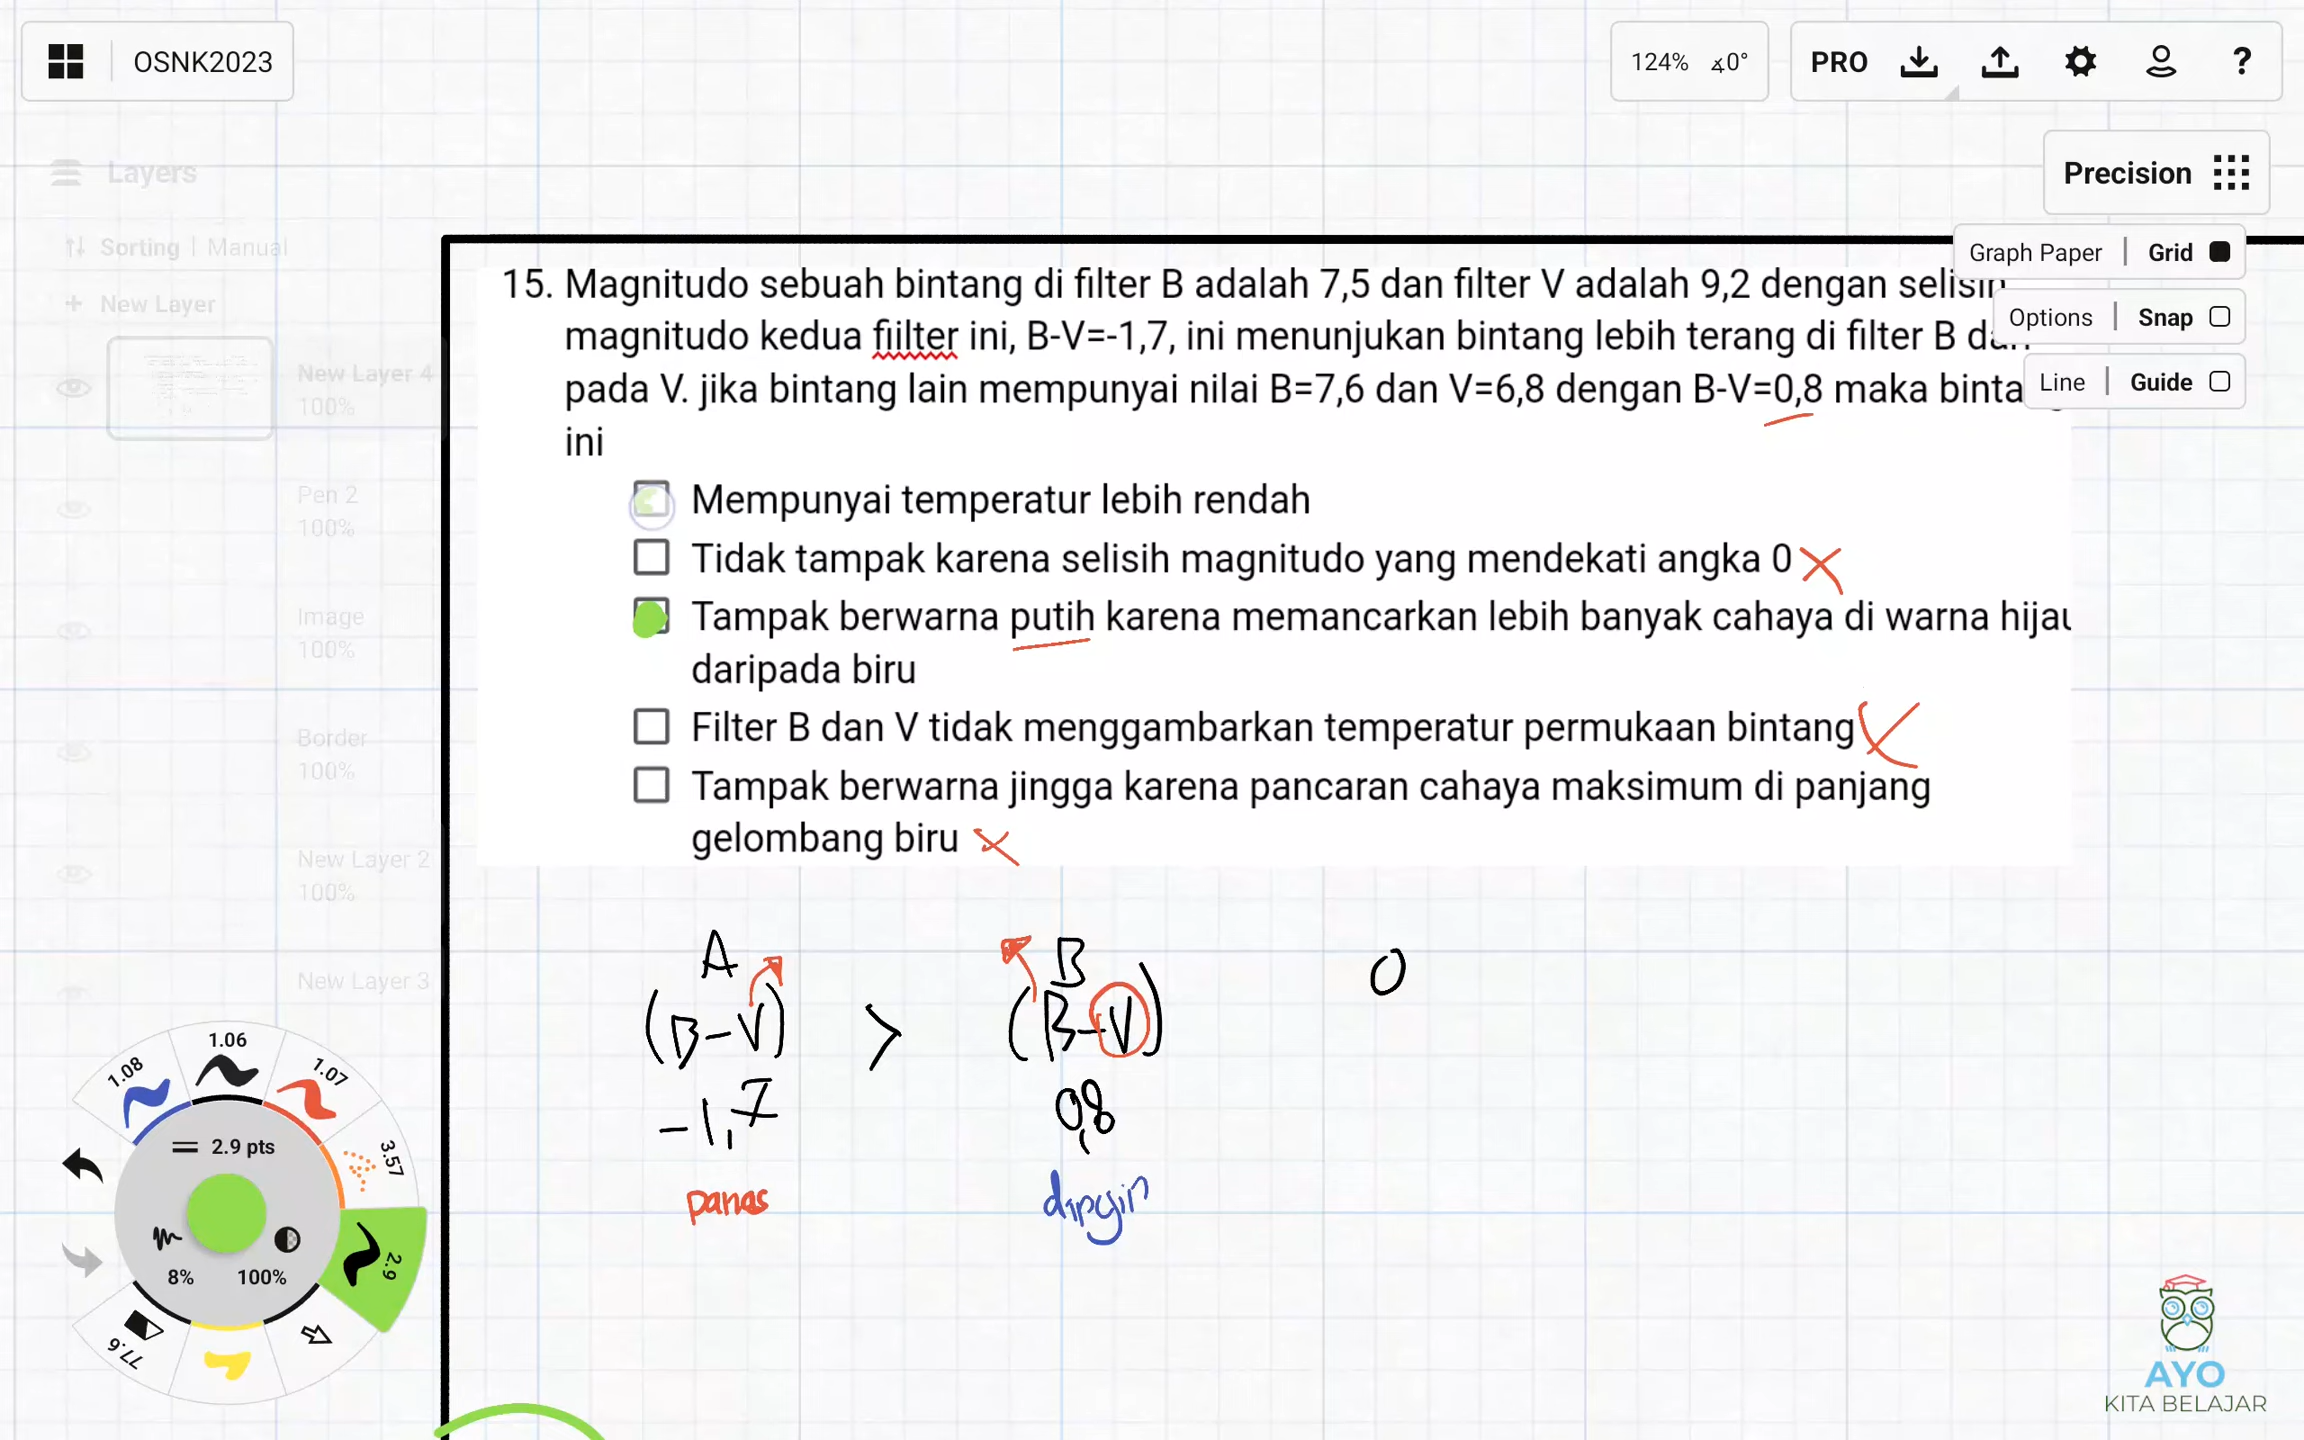 OSNK2023
124% ∡0°
PRO
?
Precision
Layers
Graph Paper | Grid
Sorting | Manual
Options | Snap
New Layer
Line | Guide
New Layer 4
100%
Pen 2
100%
Image
100%
Border
100%
New Layer 2
100%
New Layer 3
15. Magnitudo sebuah bintang di filter B adalah 7,5 dan filter V adalah 9,2 dengan selisih
magnitudo kedua fiilter ini, B-V=-1,7, ini menunjukan bintang lebih terang di filter B
pada V. jika bintang lain mempunyai nilai B=7,6 dan V=6,8 dengan B-V=0,8 maka
ini
Mempunyai temperatur lebih rendah
Tidak tampak karena selisih magnitudo yang mendekati angka 0
Tampak berwarna putih karena memancarkan lebih banyak cahaya di warna hijau
daripada biru
Filter B dan V tidak menggambarkan temperatur permukaan bintang
Tampak berwarna jingga karena pancaran cahaya maksimum di panjang
gelombang biru
A B 0
(B-V) > (B-V)
-1,7 0,8
panas dingin
1.08
1.06
1.07
3.57
2.9 pts
2.9
8% 100%
77.6
AYO
KITA BELAJAR